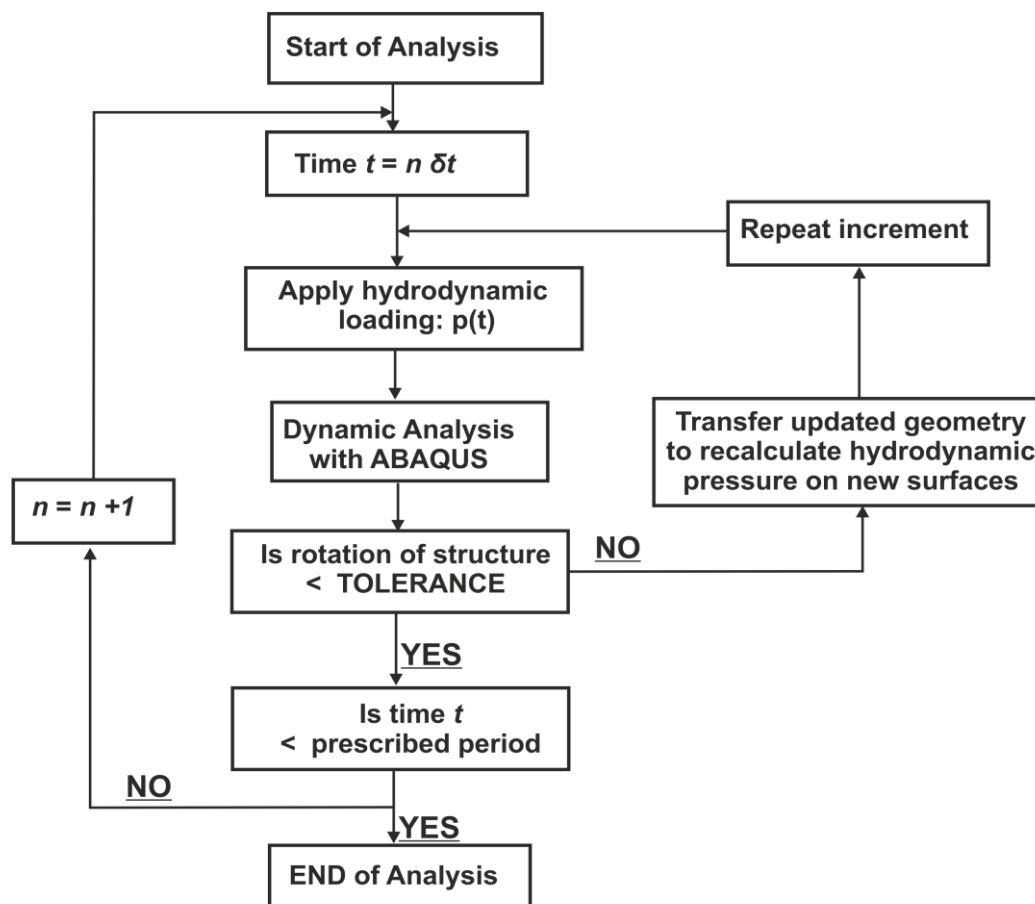 Start of Analysis
Time t = n δt
Repeat increment
Apply hydrodynamic
loading: p(t)
Dynamic Analysis
with ABAQUS
Transfer updated geometry
to recalculate hydrodynamic
pressure on new surfaces
n = n +1
Is rotation of structure
< TOLERANCE
NO
YES
Is time t
< prescribed period
NO
YES
END of Analysis